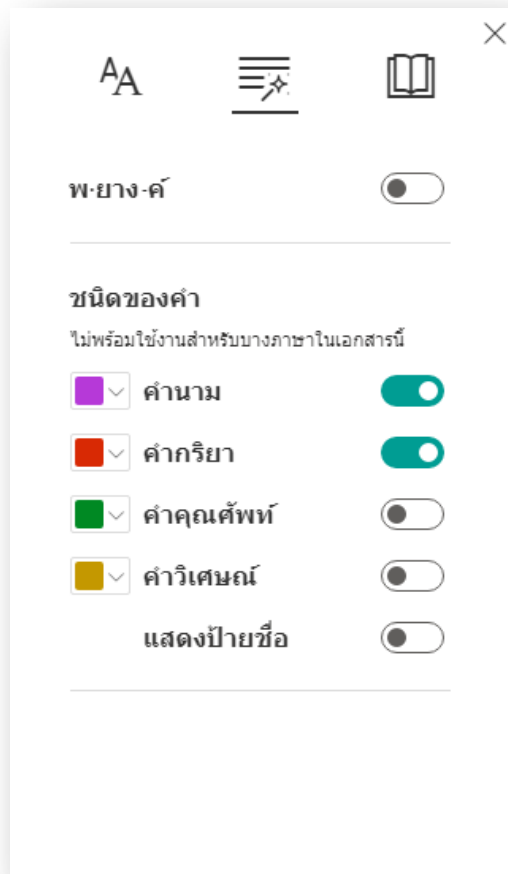 AA
พ·ยาง·ค์
ชนิดของคำ
ไม่พร้อมใช้งานสำหรับบางภาษาในเอกสารนี้
คำนาม
คำกริยา
คำคุณศัพท์
คำวิเศษณ์
แสดงป้ายชื่อ